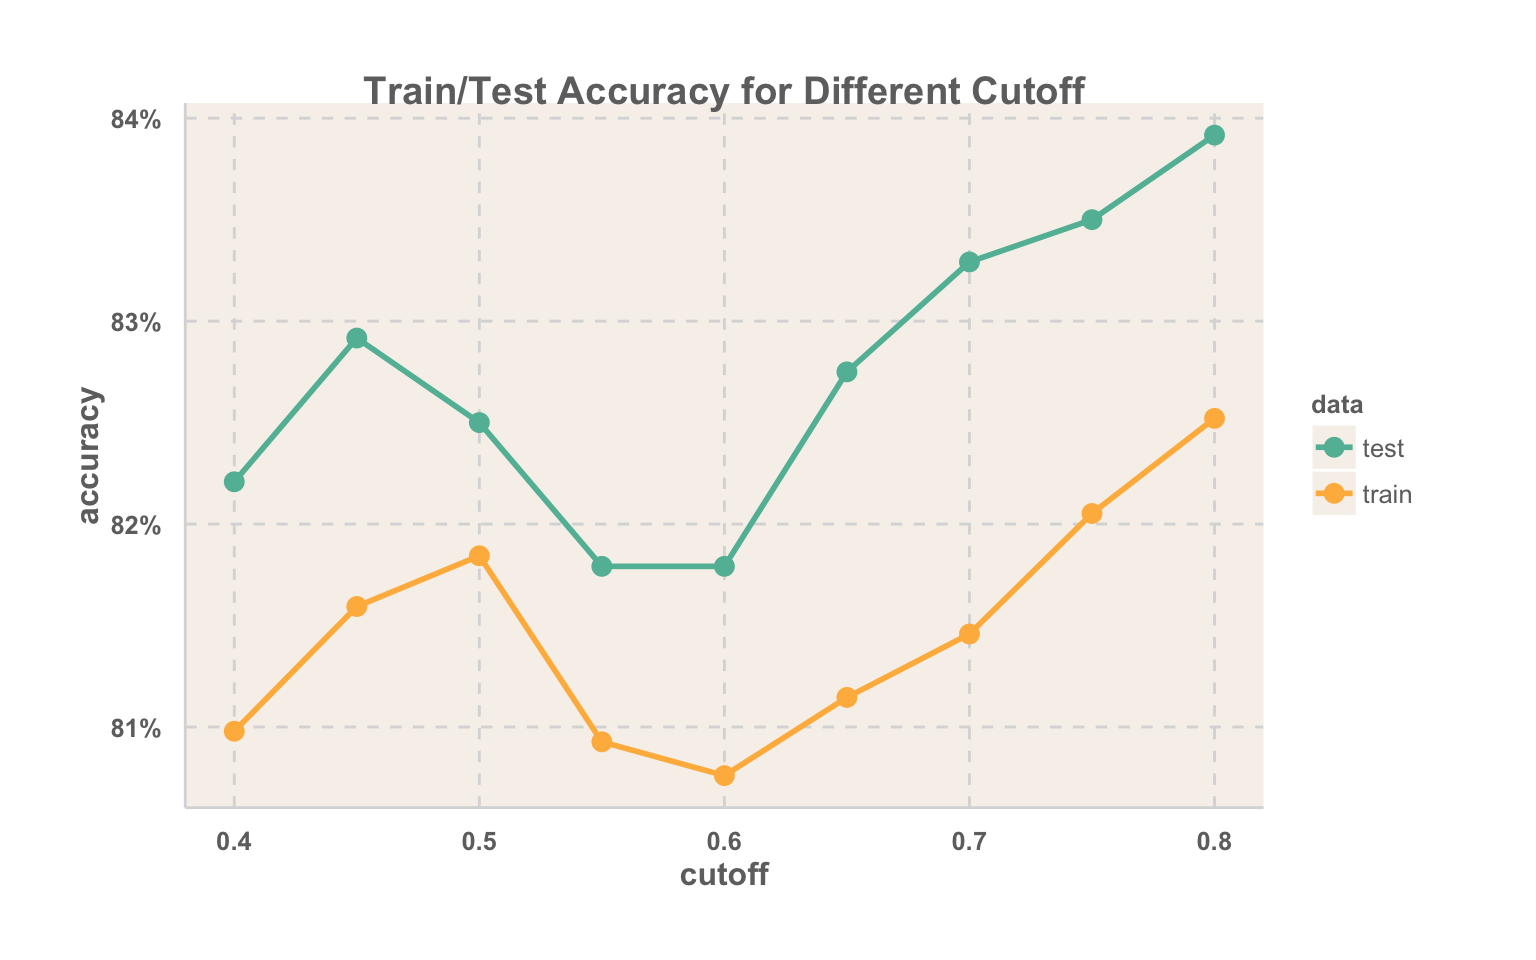 Train/Test Accuracy for Different Cutoff
84%
83%
82%
81%
accuracy
0.4 0.5 0.6 0.7 0.8
cutoff
data
test
train